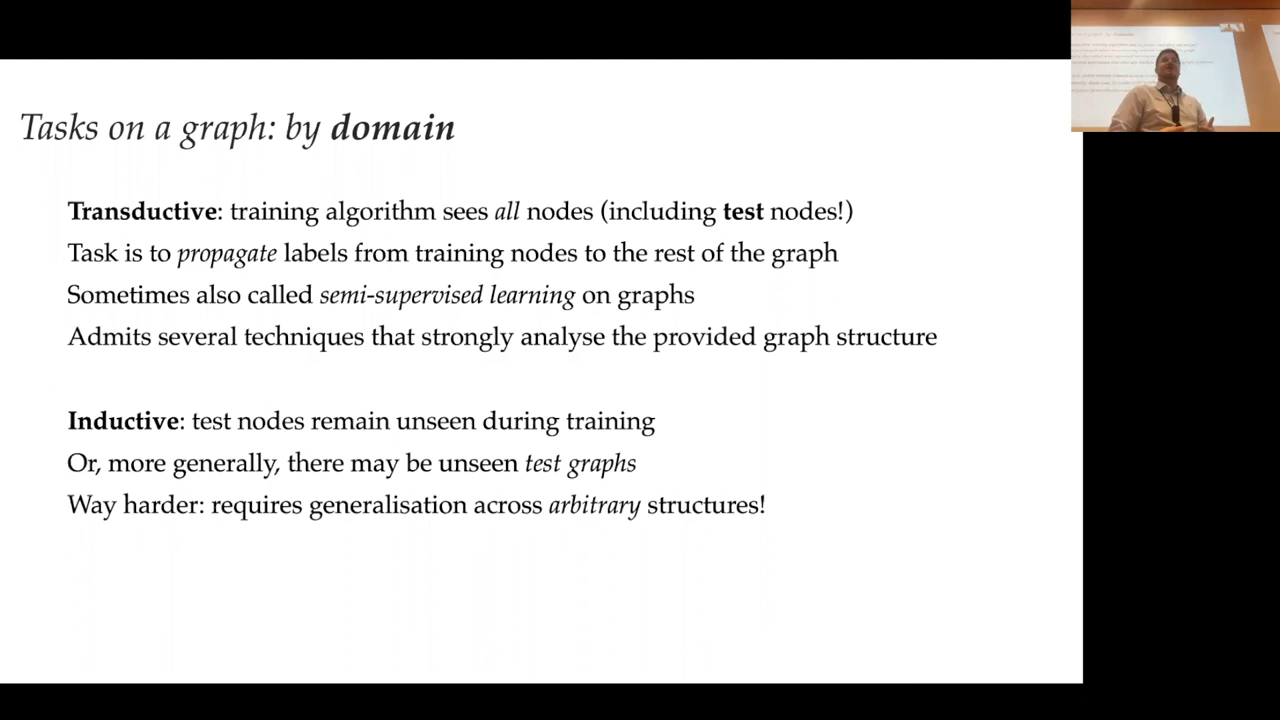 Tasks on a graph: by domain
Transductive: training algorithm sees all nodes (including test nodes!)
Task is to propagate labels from training nodes to the rest of the graph
Sometimes also called semi-supervised learning on graphs
Admits several techniques that strongly analyse the provided graph structure
Inductive: test nodes remain unseen during training
Or, more generally, there may be unseen test graphs
Way harder: requires generalisation across arbitrary structures!